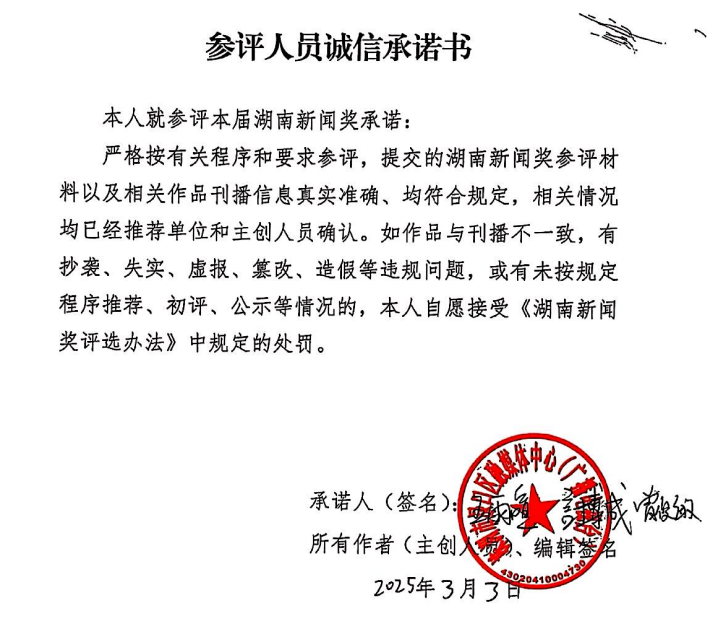 参评人员诚信承诺书
本人就参评本届湖南新闻奖承诺：
严格按有关程序和要求参评，提交的湖南新闻奖参评材
料以及相关作品刊播信息真实准确、均符合规定，相关情况
均已经推荐单位和主创人员确认。如作品与刊播不一致，有
抄袭、失实、虚报、篡改、造假等违规问题，或有未按规定
程序推荐、初评、公示等情况的，本人自愿接受《湖南新闻
奖评选办法》中规定的处罚。
承诺人（签名）：
所有作者（主创人员）、编辑签名
2025年3月3日
区融媒体中心（广播电视台）
43020410004730